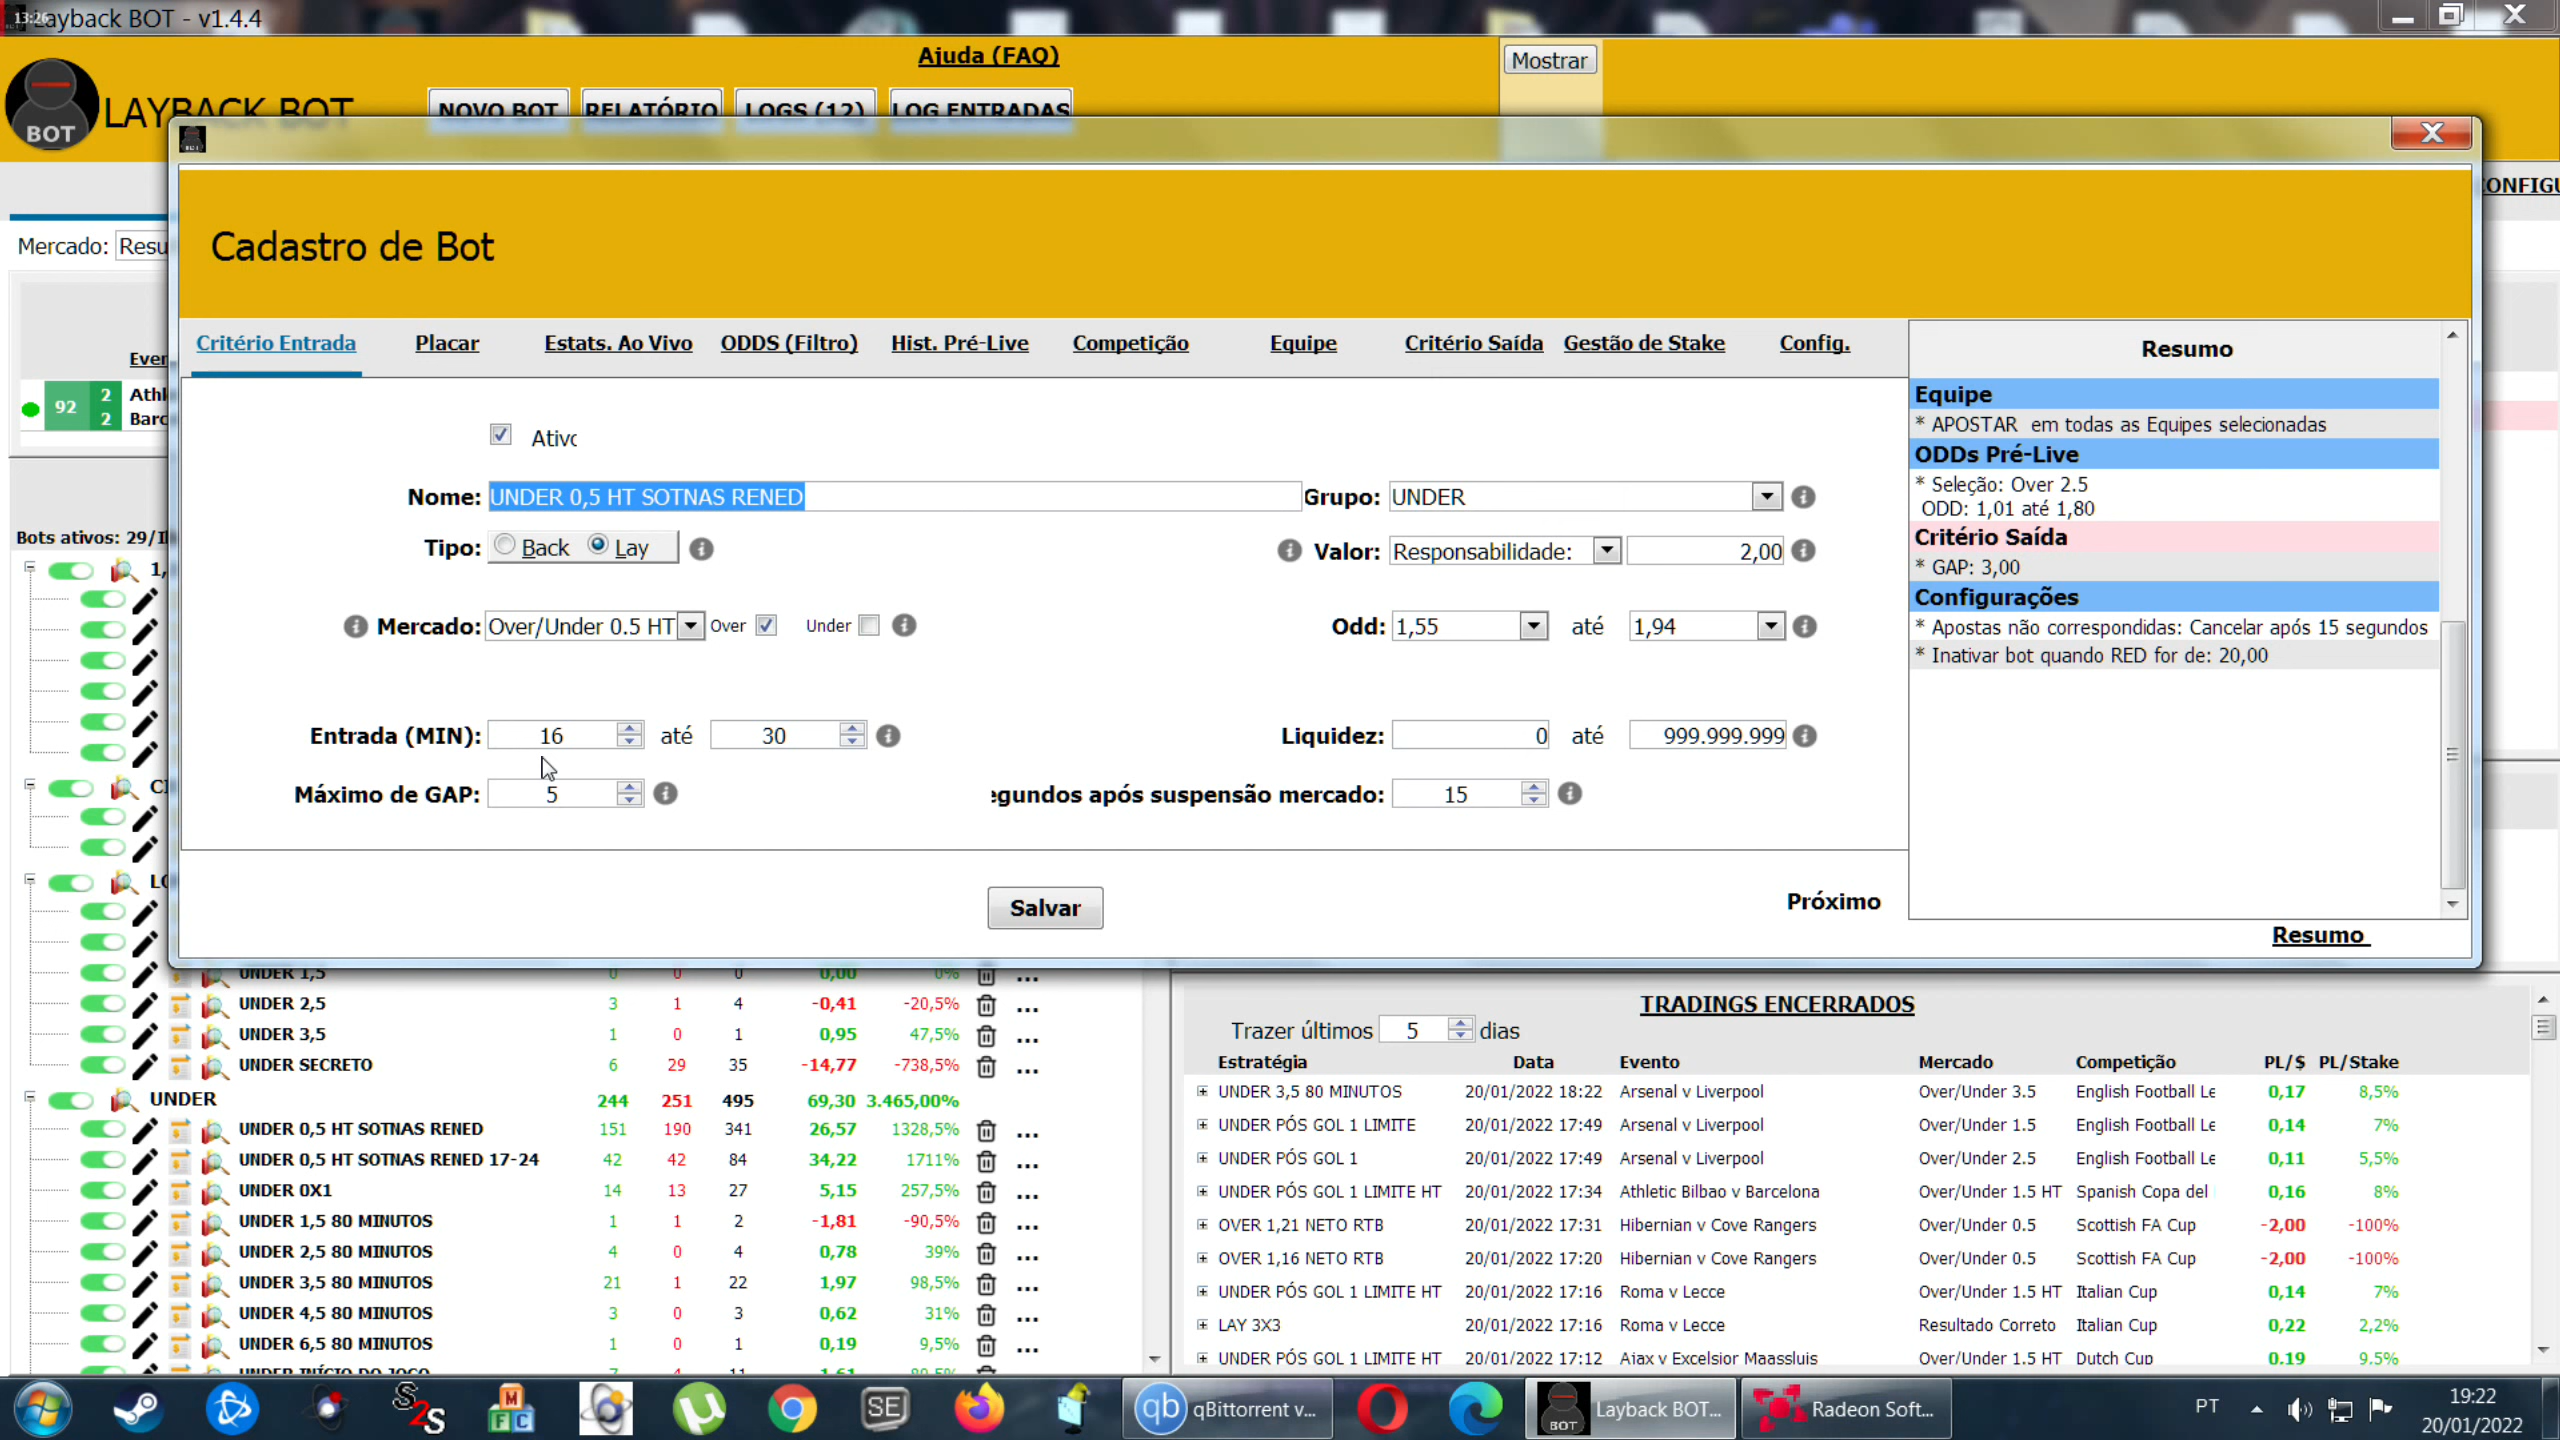 13:26
Layback BOT - v1.4.4
Ajuda (FAQ)
Mostrar
BOT
LAYBACK BOT
NOVO BOT
RELATÓRIO
LOGS (12)
LOG ENTRADAS
Cadastro de Bot
Mercado: Resu
Critério Entrada
Placar
Estats. Ao Vivo
ODDS (Filtro)
Hist. Pré-Live
Competição
Equipe
Critério Saída
Gestão de Stake
Config.
Resumo
Equipe
* APOSTAR em todas as Equipes selecionadas
ODDs Pré-Live
* Seleção: Over 2.5
ODD: 1,01 até 1,80
Critério Saída
* GAP: 3,00
Configurações
* Apostas não correspondidas: Cancelar após 15 segundos
* Inativar bot quando RED for de: 20,00
Resumo
92
2
2
Ativo
Nome: UNDER 0,5 HT SOTNAS RENED
Grupo: UNDER
Tipo: Back Lay
Valor: Responsabilidade: 2,00
Mercado: Over/Under 0.5 HT Over Under
Odd: 1,55 até 1,94
Entrada (MIN): 16 até 30
Liquidez: 0 até 999.999.999
Máximo de GAP: 5
egundos após suspensão mercado: 15
Salvar
Próximo
UNDER 1,5 0 0 0 0,00 0% ...
UNDER 2,5 3 1 4 -0,41 -20,5% ...
UNDER 3,5 1 0 1 0,95 47,5% ...
UNDER SECRETO 6 29 35 -14,77 -738,5% ...
UNDER 244 251 495 69,30 3.465,00%
UNDER 0,5 HT SOTNAS RENED 151 190 341 26,57 1328,5% ...
UNDER 0,5 HT SOTNAS RENED 17-24 42 42 84 34,22 1711% ...
UNDER 0X1 14 13 27 5,15 257,5% ...
UNDER 1,5 80 MINUTOS 1 1 2 -1,81 -90,5% ...
UNDER 2,5 80 MINUTOS 4 0 4 0,78 39% ...
UNDER 3,5 80 MINUTOS 21 1 22 1,97 98,5% ...
UNDER 4,5 80 MINUTOS 3 0 3 0,62 31% ...
UNDER 6,5 80 MINUTOS 1 0 1 0,19 9,5% ...
UNDER INÍCIO DO JOGO
TRADINGS ENCERRADOS
Trazer últimos 5 dias
Estratégia Data Evento Mercado Competição PL/$ PL/Stake
UNDER 3,5 80 MINUTOS 20/01/2022 18:22 Arsenal v Liverpool Over/Under 3.5 English Football Le 0,17 8,5%
UNDER PÓS GOL 1 LIMITE 20/01/2022 17:49 Arsenal v Liverpool Over/Under 1.5 English Football Le 0,14 7%
UNDER PÓS GOL 1 20/01/2022 17:49 Arsenal v Liverpool Over/Under 2.5 English Football Le 0,11 5,5%
UNDER PÓS GOL 1 LIMITE HT 20/01/2022 17:34 Athletic Bilbao v Barcelona Over/Under 1.5 HT Spanish Copa del 0,16 8%
OVER 1,21 NETO RTB 20/01/2022 17:31 Hibernian v Cove Rangers Over/Under 0.5 Scottish FA Cup -2,00 -100%
OVER 1,16 NETO RTB 20/01/2022 17:20 Hibernian v Cove Rangers Over/Under 0.5 Scottish FA Cup -2,00 -100%
UNDER PÓS GOL 1 LIMITE HT 20/01/2022 17:16 Roma v Lecce Over/Under 1.5 HT Italian Cup 0,14 7%
LAY 3X3 20/01/2022 17:16 Roma v Lecce Resultado Correto Italian Cup 0,22 2,2%
UNDER PÓS GOL 1 LIMITE HT 20/01/2022 17:12 Ajax v Excelsior Maassluis Over/Under 1.5 HT Dutch Cup 0,19 9,5%
qBittorrent v...
Layback BOT...
Radeon Soft...
PT
19:22
20/01/2022